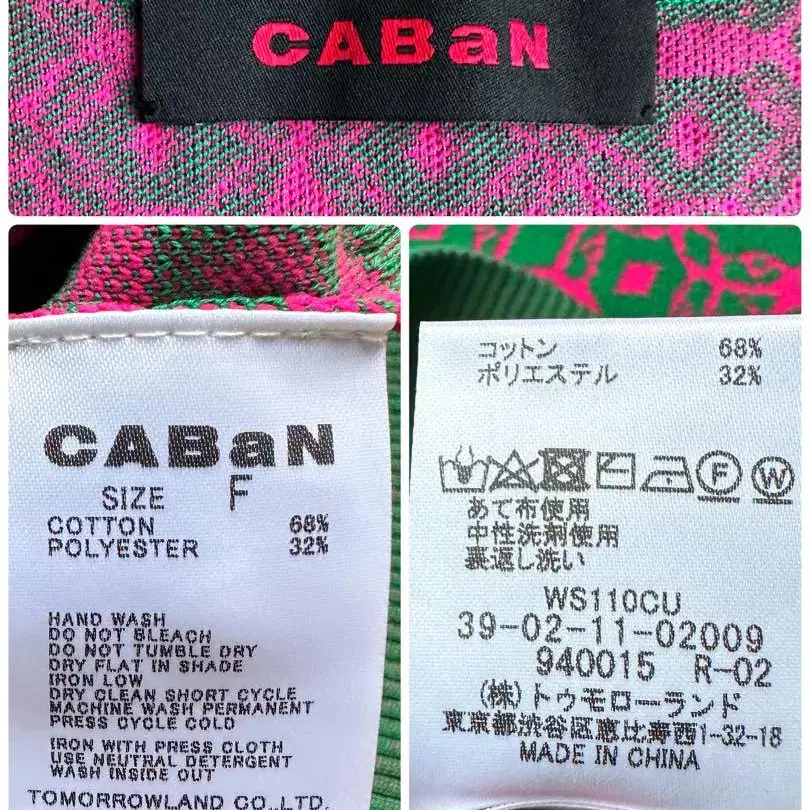 CABaN
CABaN
SIZE F
COTTON 68%
POLYESTER 32%
HAND WASH
DO NOT BLEACH
DO NOT TUMBLE DRY
DRY FLAT IN SHADE
IRON LOW
DRY CLEAN SHORT CYCLE
MACHINE WASH PERMANENT
PRESS CYCLE COLD
IRON WITH PRESS CLOTH
USE NEUTRAL DETERGENT
WASH INSIDE OUT
TOMORROWLAND CO.,LTD.
コットン 68%
ポリエステル 32%
F W
あて布使用
中性洗剤使用
裏返し洗い
WS110CU
39-02-11-02009
940015 R-02
(株)トゥモローランド
東京都渋谷区恵比寿西1-32-18
MADE IN CHINA